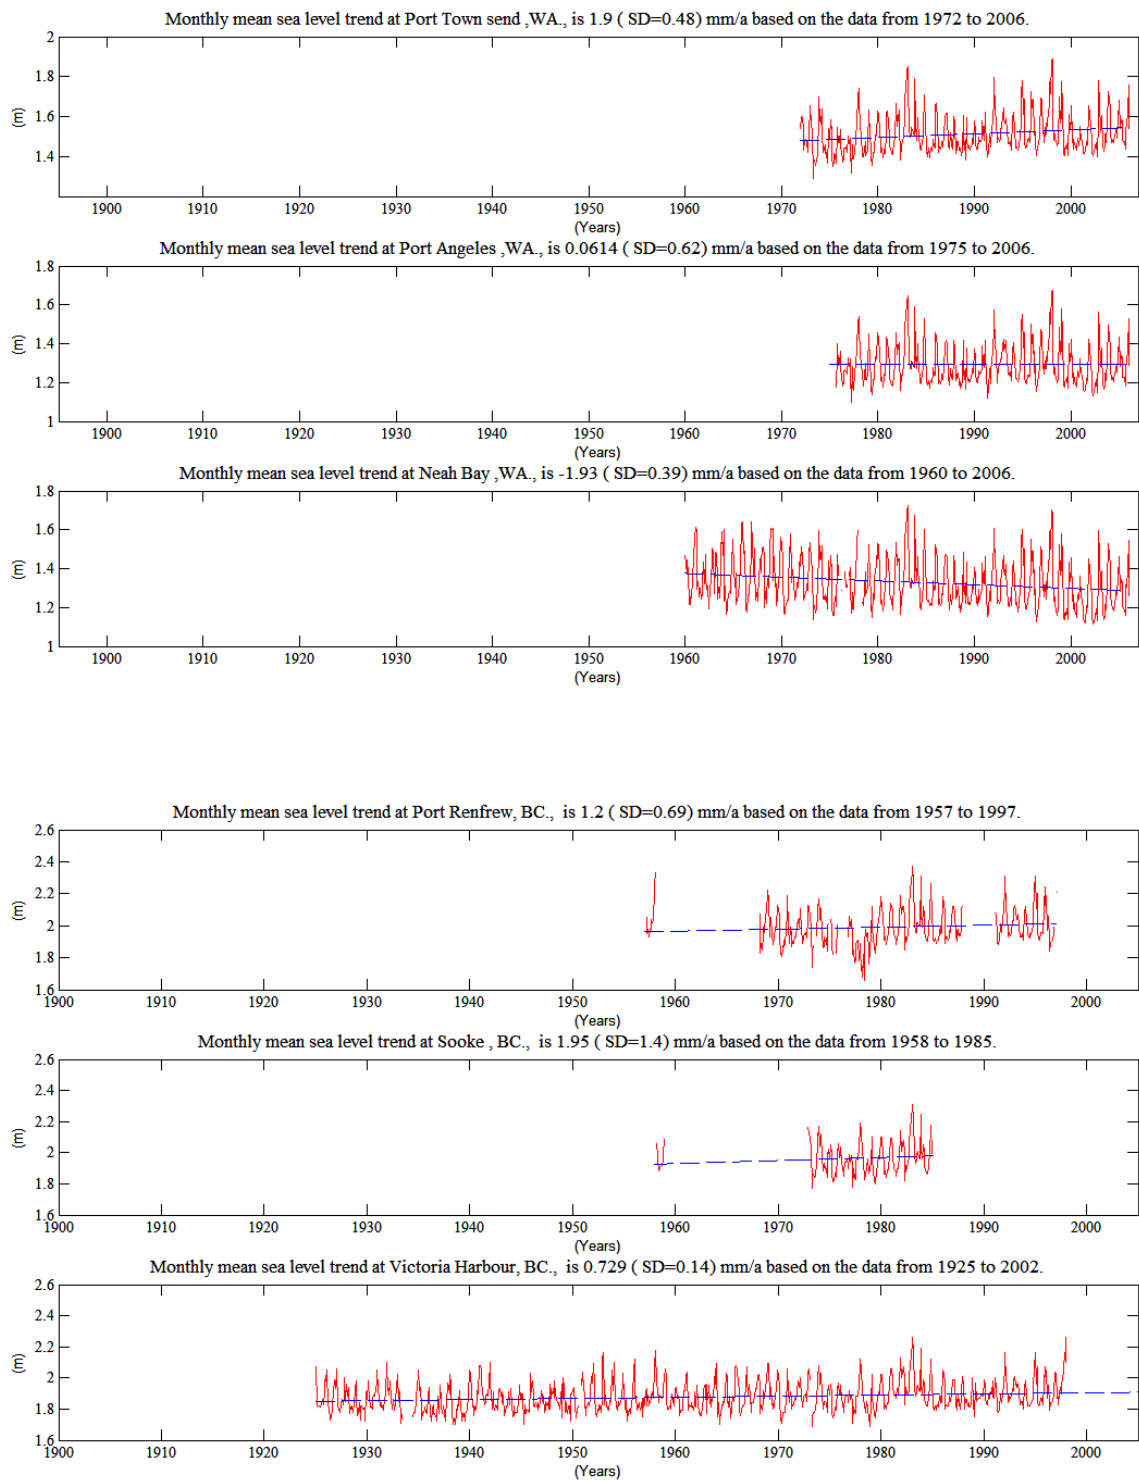 Monthly mean sea level trend at Port Town send ,WA., is 1.9 ( SD=0.48) mm/a based on the data from 1972 to 2006.
2
1.8
1.6
1.4
(m)
1900 1910 1920 1930 1940 1950 1960 1970 1980 1990 2000
(Years)
Monthly mean sea level trend at Port Angeles ,WA., is 0.0614 ( SD=0.62) mm/a based on the data from 1975 to 2006.
1.8
1.6
1.4
1.2
1
(m)
1900 1910 1920 1930 1940 1950 1960 1970 1980 1990 2000
(Years)
Monthly mean sea level trend at Neah Bay ,WA., is -1.93 ( SD=0.39) mm/a based on the data from 1960 to 2006.
1.8
1.6
1.4
1.2
1
(m)
1900 1910 1920 1930 1940 1950 1960 1970 1980 1990 2000
(Years)
Monthly mean sea level trend at Port Renfrew, BC., is 1.2 ( SD=0.69) mm/a based on the data from 1957 to 1997.
2.6
2.4
2.2
2
1.8
1.6
(m)
1900 1910 1920 1930 1940 1950 1960 1970 1980 1990 2000
(Years)
Monthly mean sea level trend at Sooke , BC., is 1.95 ( SD=1.4) mm/a based on the data from 1958 to 1985.
2.6
2.4
2.2
2
1.8
1.6
(m)
1900 1910 1920 1930 1940 1950 1960 1970 1980 1990 2000
(Years)
Monthly mean sea level trend at Victoria Harbour, BC., is 0.729 ( SD=0.14) mm/a based on the data from 1925 to 2002.
2.6
2.4
2.2
2
1.8
1.6
(m)
1900 1910 1920 1930 1940 1950 1960 1970 1980 1990 2000
(Years)